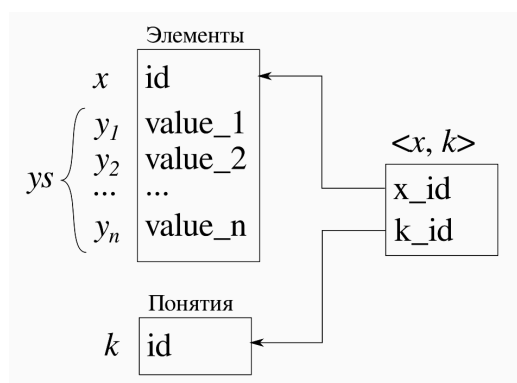 Элементы
x id
y1 value_1
y2 value_2
ys
... ...
yn value_n
<x, k>
x_id
k_id
Понятия
k id